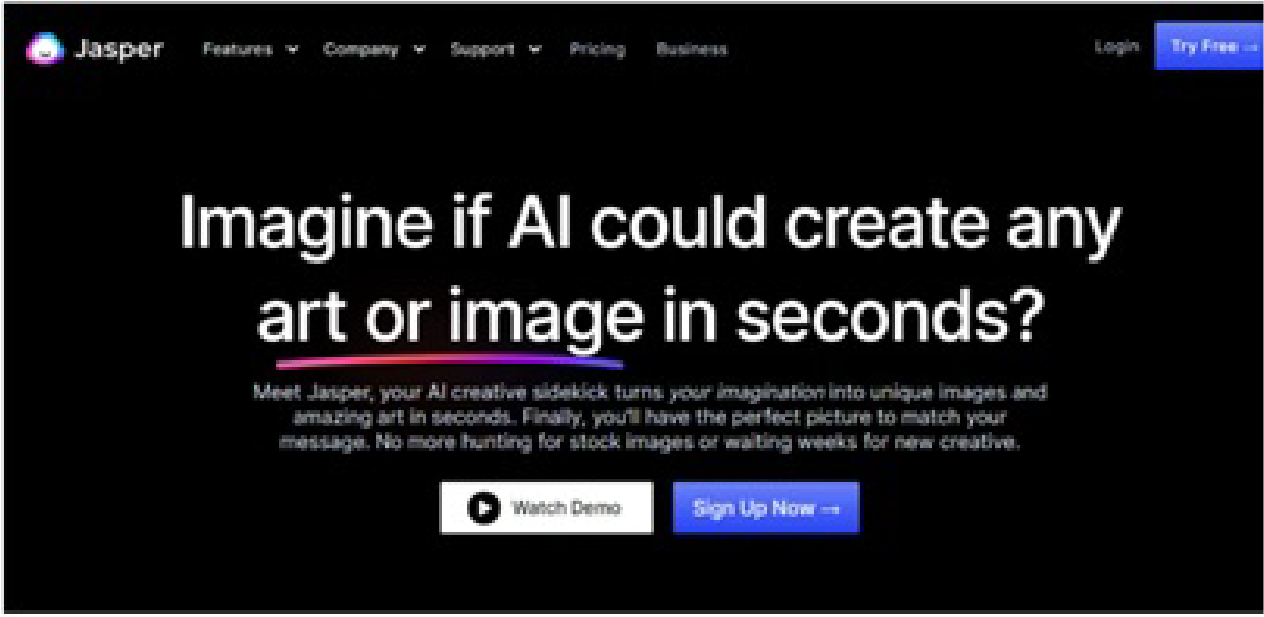 Jasper Features Company Support Pricing Business Login Try Free →
Imagine if AI could create any
art or image in seconds?
Meet Jasper, your AI creative sidekick turns your imagination into unique images and
amazing art in seconds. Finally, you'll have the perfect picture to match your
message. No more hunting for stock images or waiting weeks for new creative.
Watch Demo Sign Up Now →